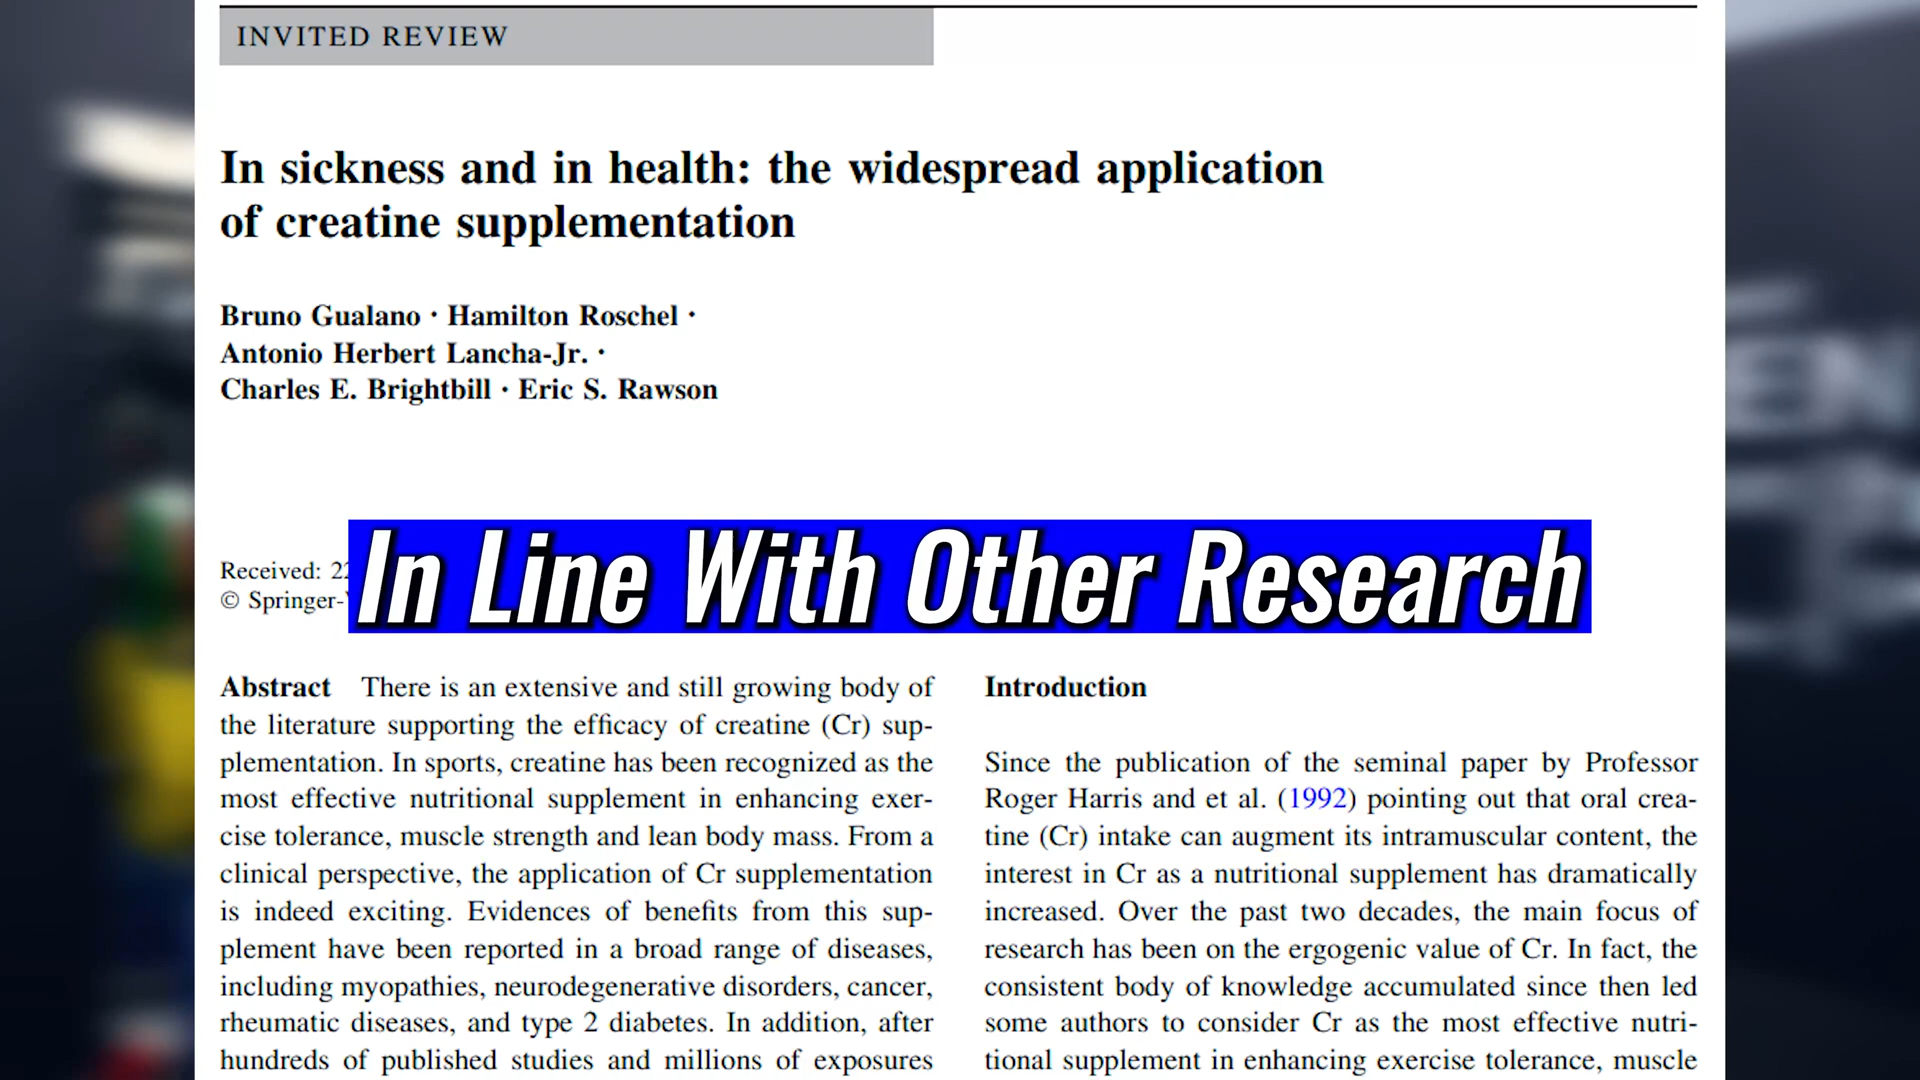 INVITED REVIEW
In sickness and in health: the widespread application
of creatine supplementation
Bruno Gualano · Hamilton Roschel ·
Antonio Herbert Lancha-Jr. ·
Charles E. Brightbill · Eric S. Rawson
Received: 22
© Springer-
In Line With Other Research
Abstract There is an extensive and still growing body of
the literature supporting the efficacy of creatine (Cr) sup-
plementation. In sports, creatine has been recognized as the
most effective nutritional supplement in enhancing exer-
cise tolerance, muscle strength and lean body mass. From a
clinical perspective, the application of Cr supplementation
is indeed exciting. Evidences of benefits from this sup-
plement have been reported in a broad range of diseases,
including myopathies, neurodegenerative disorders, cancer,
rheumatic diseases, and type 2 diabetes. In addition, after
hundreds of published studies and millions of exposures
Introduction
Since the publication of the seminal paper by Professor
Roger Harris and et al. (1992) pointing out that oral crea-
tine (Cr) intake can augment its intramuscular content, the
interest in Cr as a nutritional supplement has dramatically
increased. Over the past two decades, the main focus of
research has been on the ergogenic value of Cr. In fact, the
consistent body of knowledge accumulated since then led
some authors to consider Cr as the most effective nutri-
tional supplement in enhancing exercise tolerance, muscle